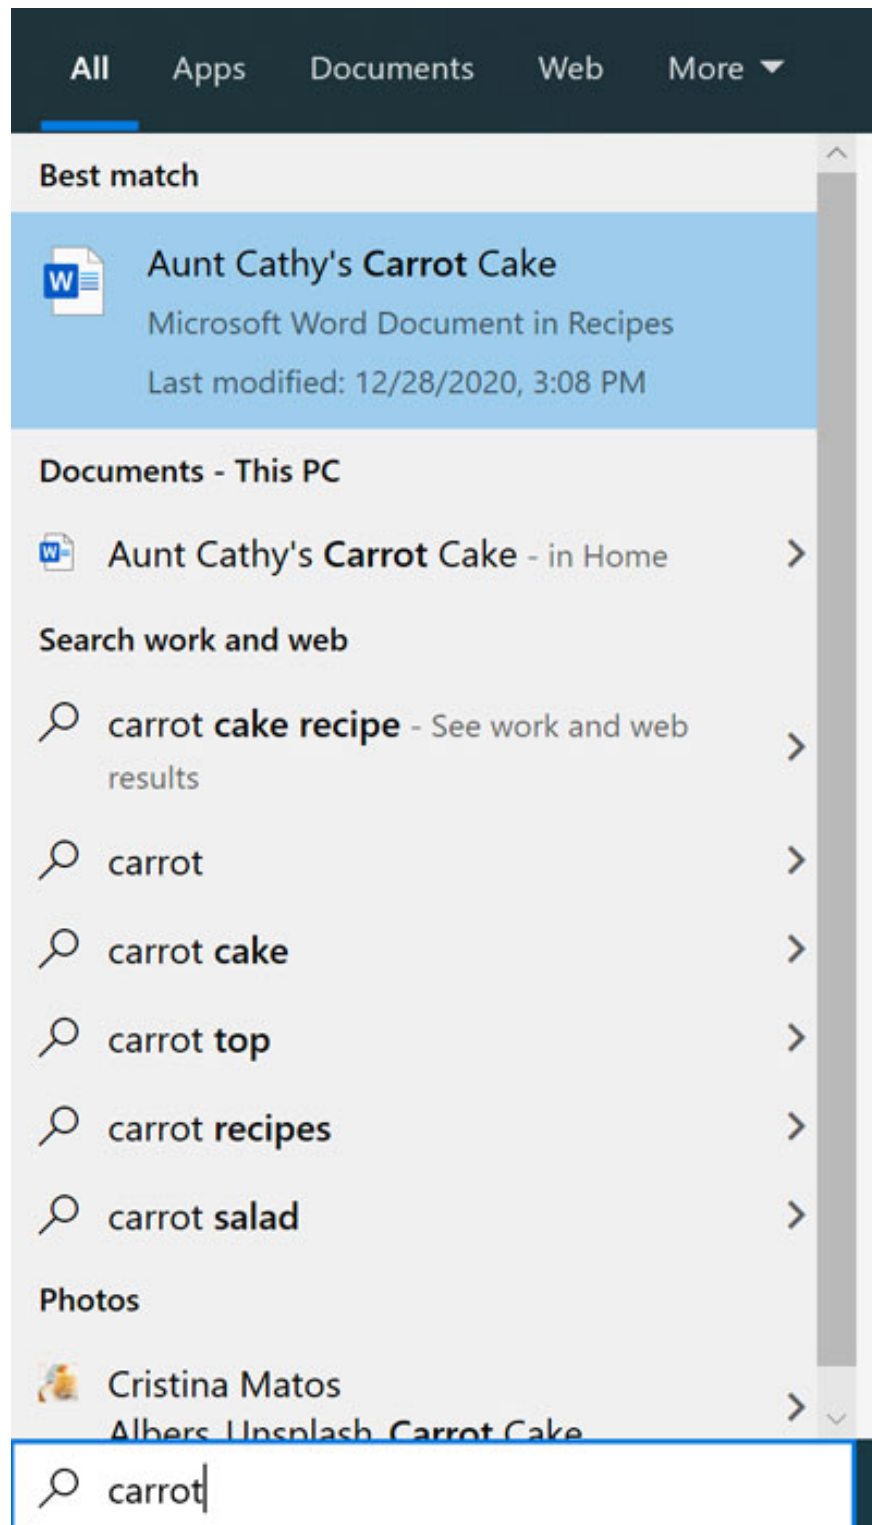 All Apps Documents Web More
Best match
Aunt Cathy's Carrot Cake
Microsoft Word Document in Recipes
Last modified: 12/28/2020, 3:08 PM
Documents - This PC
Aunt Cathy's Carrot Cake - in Home
Search work and web
carrot cake recipe - See work and web
results
carrot
carrot cake
carrot top
carrot recipes
carrot salad
Photos
Cristina Matos
Albers_Unsplash_Carrot Cake
carrot